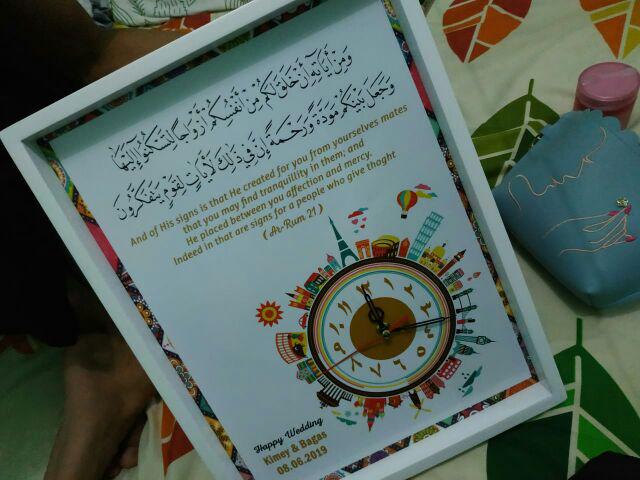 وَمِنْ آيَاتِهِ أَنْ خَلَقَ لَكُم مِّنْ أَنفُسِكُمْ أَزْوَاجًا لِّتَسْكُنُوا إِلَيْهَا
وَجَعَلَ بَيْنَكُم مَّوَدَّةً وَرَحْمَةً إِنَّ فِي ذَٰلِكَ لَآيَاتٍ لِّقَوْمٍ يَتَفَكَّرُونَ
And of His signs is that He created for you from yourselves mates
that you may find tranquillity in them; and
He placed between you affection and mercy.
Indeed in that are signs for a people who give thoght
( Ar-Rum 21 )
Happy Wedding
Kimey & Bagas
08.06.2019